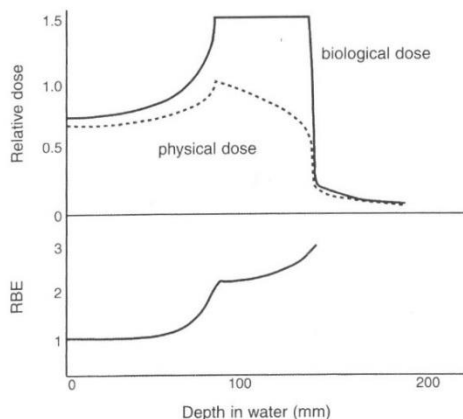 Relative dose
1.5
1.0
0.5
0
biological dose
physical dose
RBE
3
2
1
0
100
200
Depth in water (mm)